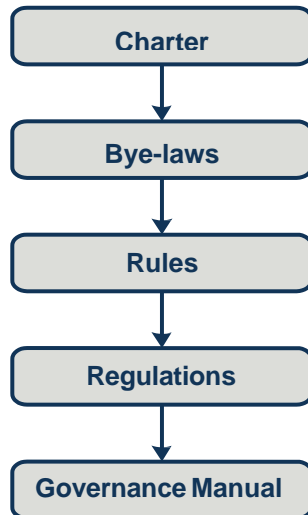 Charter
Bye-laws
Rules
Regulations
Governance Manual